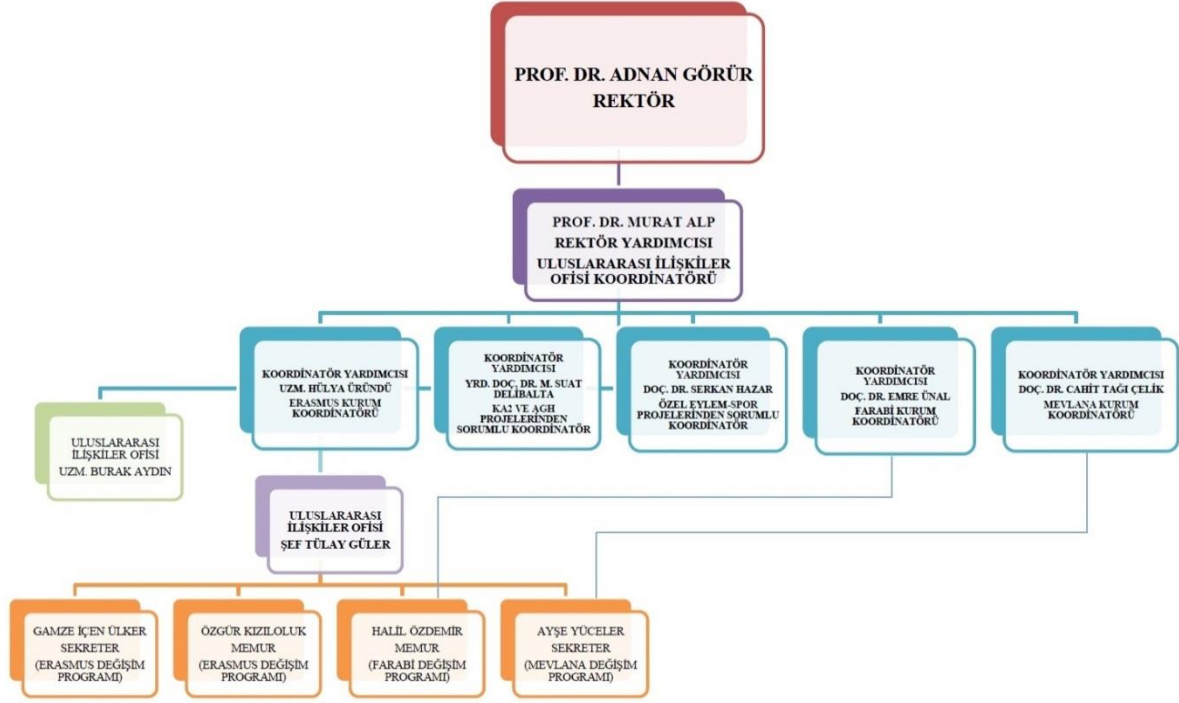 PROF. DR. ADNAN GÖRÜR
REKTÖR
PROF. DR. MURAT ALP
REKTÖR YARDIMCISI
ULUSLARARASI İLİŞKİLER
OFİSİ KOORDİNATÖRÜ
KOORDİNATÖR YARDIMCISI
UZM. HÜLYA ÜRÜNDÜ
ERASMUS KURUM
KOORDİNATÖRÜ
KOORDİNATÖR
YARDIMCISI
YRD. DOÇ. DR. M. SUAT
DELİBALTA
KA2 VE AGH
PROJELERİNDEN
SORUMLU KOORDİNATÖR
KOORDİNATÖR
YARDIMCISI
DOÇ. DR. SERKAN HAZAR
ÖZEL EYLEM-SPOR
PROJELERİNDEN SORUMLU
KOORDİNATÖR
KOORDİNATÖR
YARDIMCISI
DOÇ. DR. EMRE ÜNAL
FARABİ KURUM
KOORDİNATÖRÜ
KOORDİNATÖR YARDIMCISI
DOÇ. DR. CAHİT TAĞI ÇELİK
MEVLANA KURUM
KOORDİNATÖRÜ
ULUSLARARASI
İLİŞKİLER OFİSİ
UZM. BURAK AYDIN
ULUSLARARASI
İLİŞKİLER OFİSİ
ŞEF TÜLAY GÜLER
GAMZE İÇEN ÜLKER
SEKRETER
(ERASMUS DEĞİŞİM
PROGRAMI)
ÖZGÜR KIZILOLUK
MEMUR
(ERASMUS DEĞİŞİM
PROGRAMI)
HALİL ÖZDEMİR
MEMUR
(FARABİ DEĞİŞİM
PROGRAMI)
AYŞE YÜCELER
SEKRETER
(MEVLANA DEĞİŞİM
PROGRAMI)